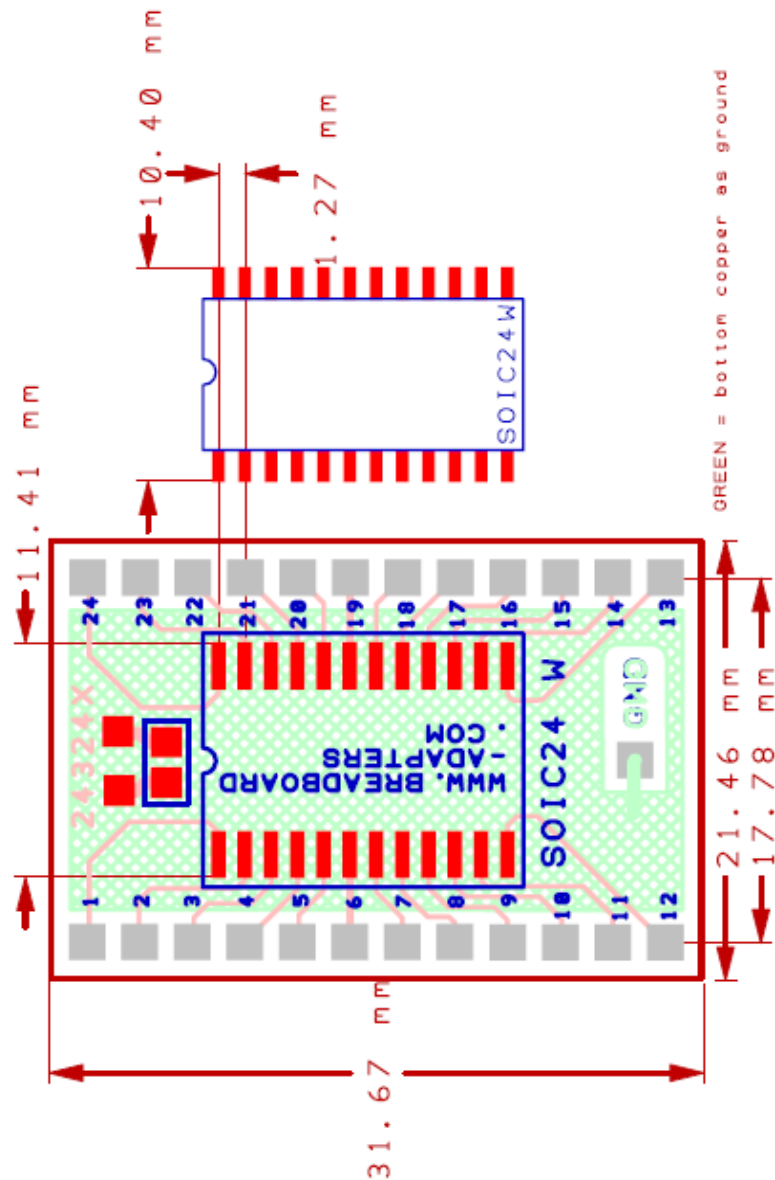 10.40 mm
1.27 mm
11.41 mm
SOIC24W
GREEN = bottom copper as ground
24
23
22
21
20
19
18
17
16
15
14
13
24324X
WWW.BREADBOARD
-ADAPTERS
.COM
SOIC24 W
GND
1
2
3
4
5
6
7
8
9
10
11
12
21.46 mm
17.78 mm
31.67 mm